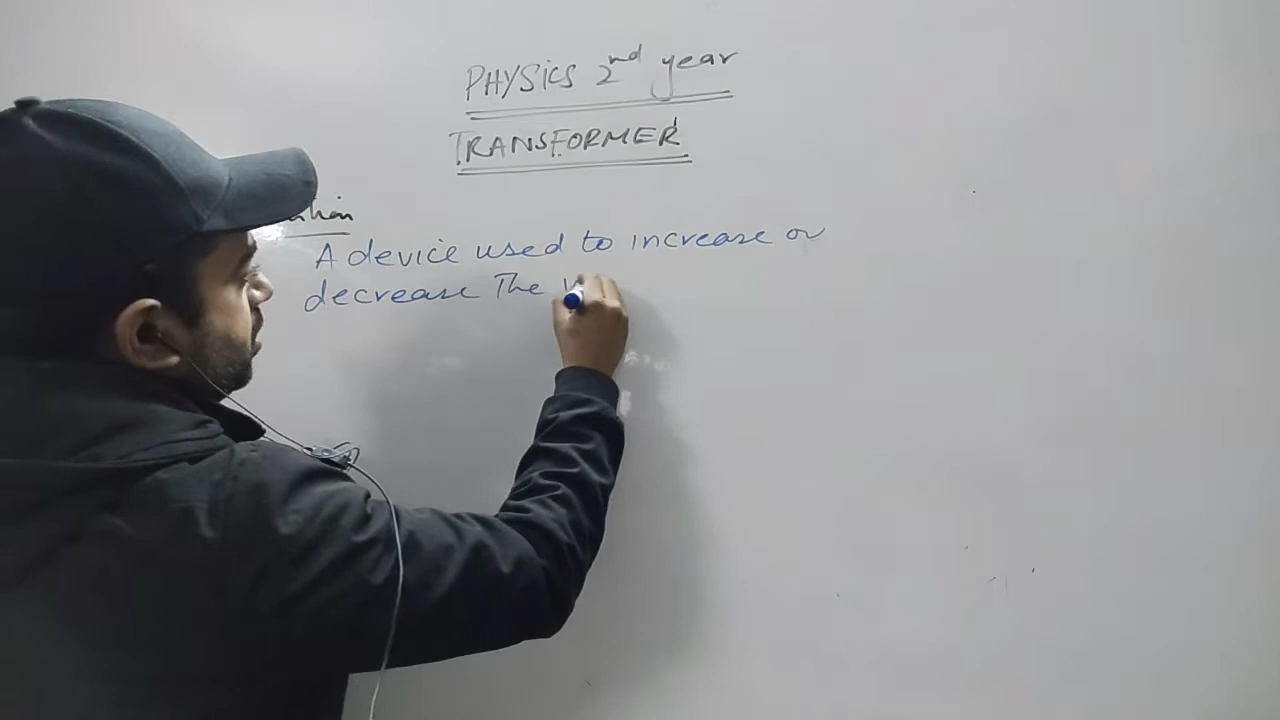 PHYSICS 2nd year
TRANSFORMER
A device used to increase or
decrease The